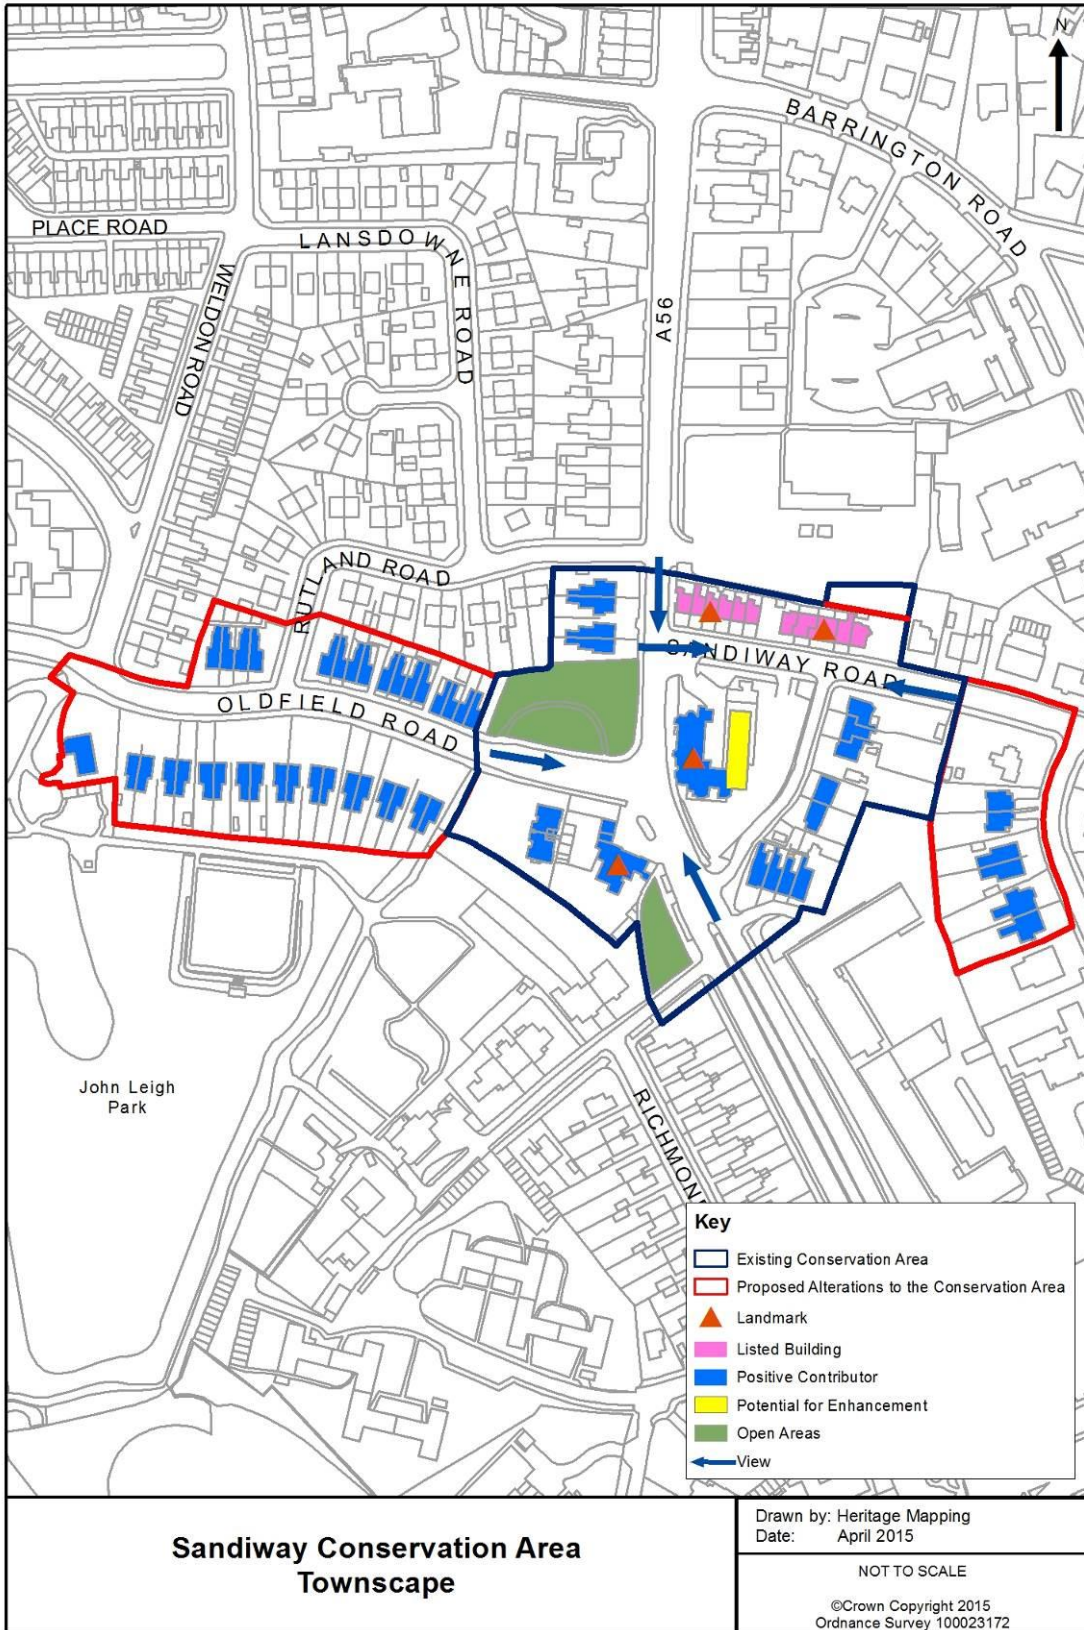 N
BARRINGTON ROAD
PLACE ROAD
LANSDOWNE ROAD
WELDON ROAD
A56
RUTLAND ROAD
SANDIWAY ROAD
OLDFIELD ROAD
John Leigh
Park
RICHMOND
Key
Existing Conservation Area
Proposed Alterations to the Conservation Area
Landmark
Listed Building
Positive Contributor
Potential for Enhancement
Open Areas
View
Sandiway Conservation Area
Townscape
Drawn by: Heritage Mapping
Date: April 2015
NOT TO SCALE
©Crown Copyright 2015
Ordnance Survey 100023172